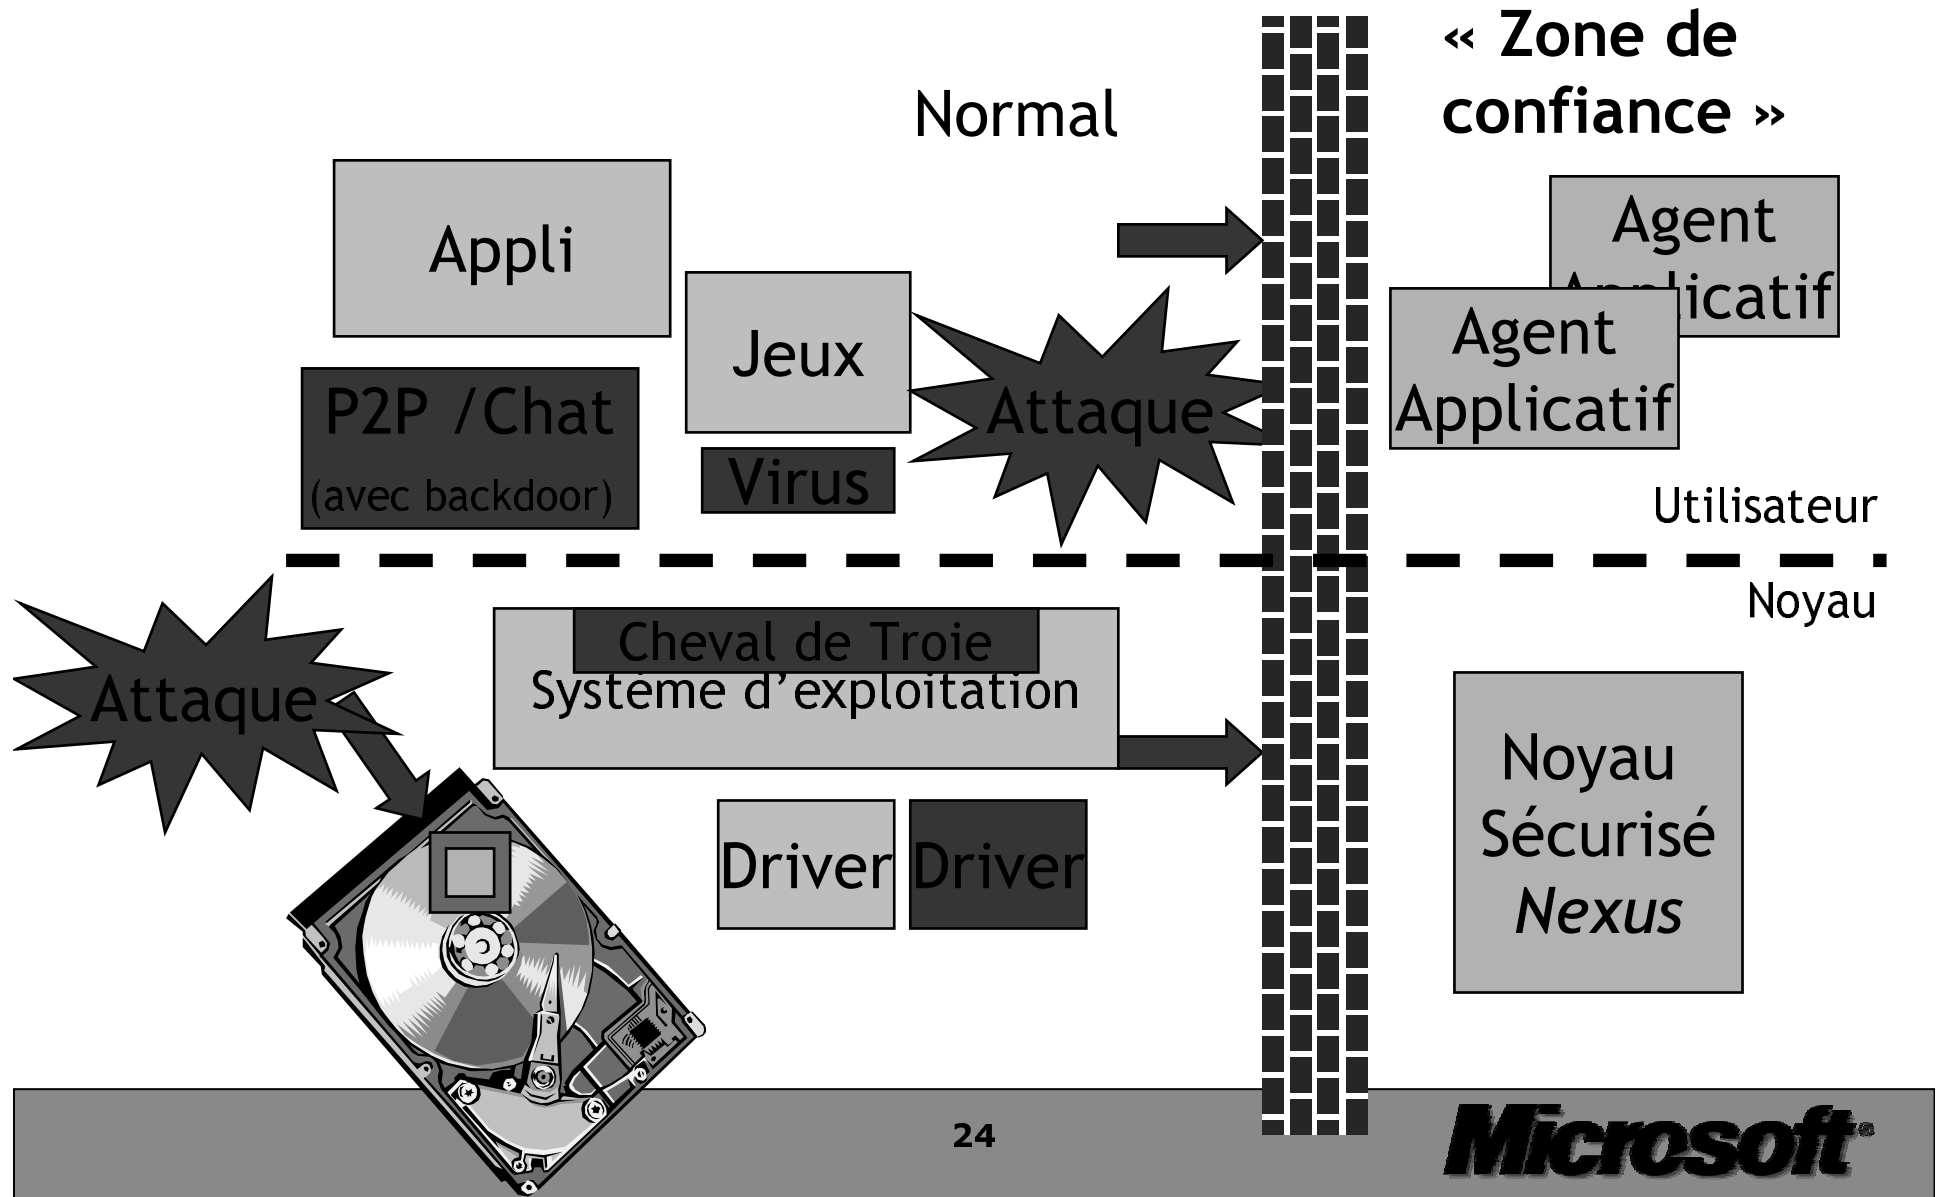 « Zone de
confiance »
Normal
Appli
Jeux
P2P /Chat
(avec backdoor)
Virus
Attaque
Agent
Applicatif
Agent
Applicatif
Utilisateur
Noyau
Attaque
Cheval de Troie
Système d’exploitation
Driver
Driver
Noyau
Sécurisé
Nexus
24
Microsoft®